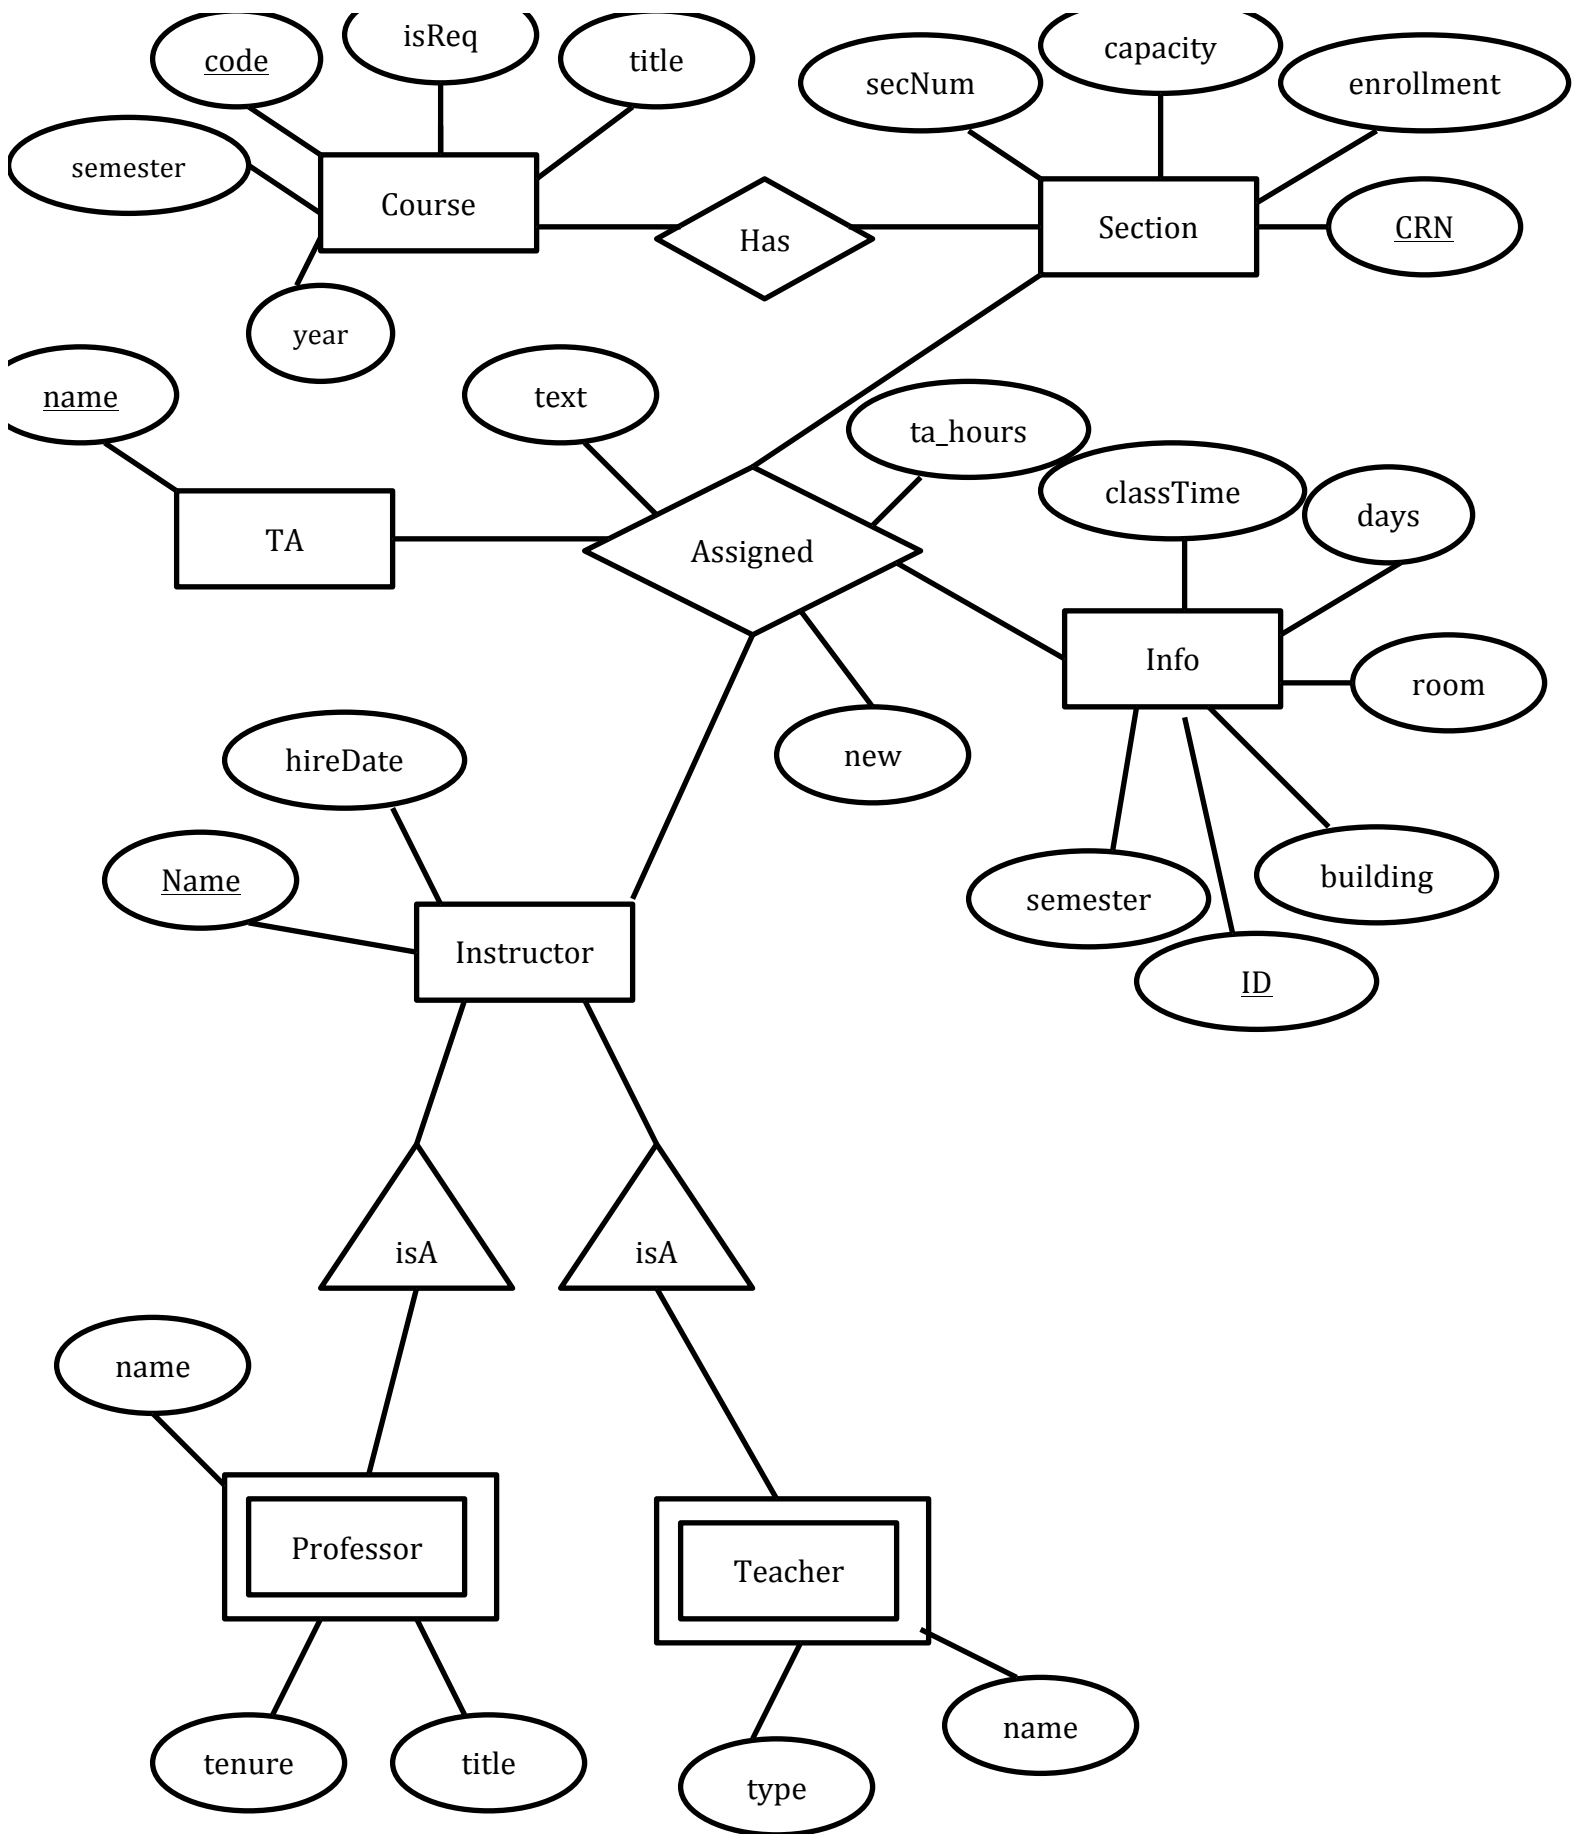 isReq
code
title
capacity
secNum
enrollment
semester
Course
Section
CRN
Has
year
name
text
ta_hours
classTime
days
TA
Assigned
Info
room
new
hireDate
Name
building
semester
Instructor
ID
isA
isA
name
Professor
Teacher
name
tenure
title
type